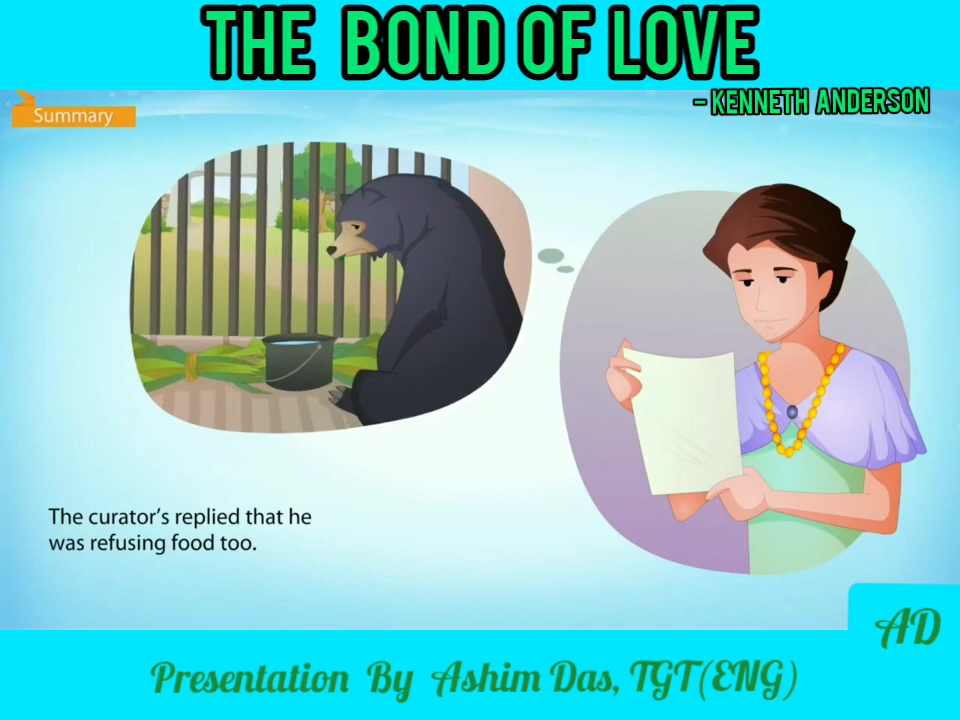 THE BOND OF LOVE
- KENNETH ANDERSON
Summary
The curator's replied that he
was refusing food too.
AD
Presentation By Ashim Das, TGT(ENG)